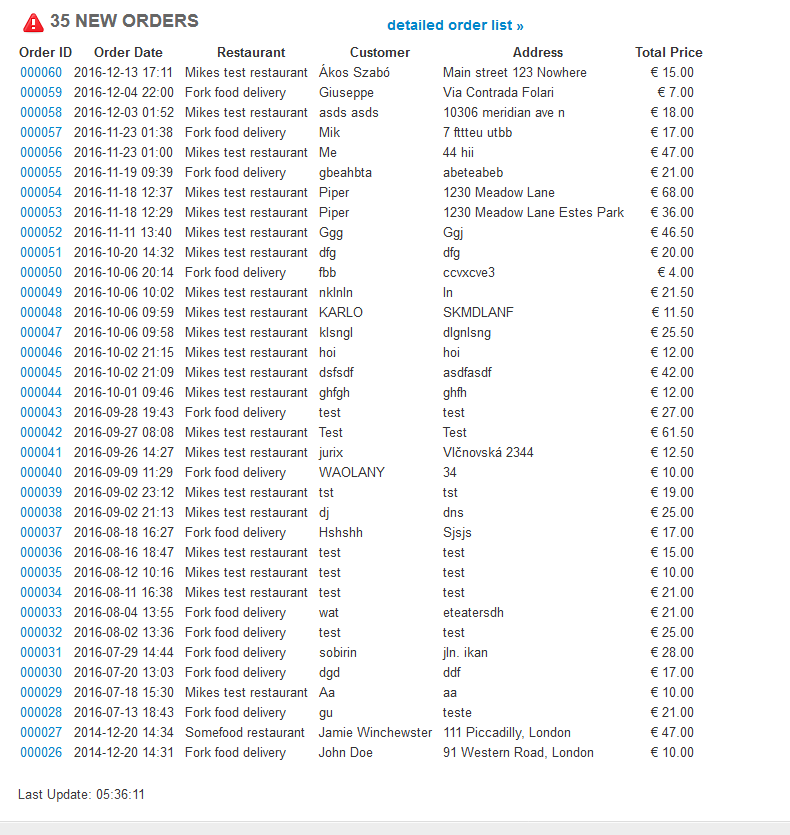 35 NEW ORDERS
detailed order list »
Order ID Order Date Restaurant Customer Address Total Price
000060 2016-12-13 17:11 Mikes test restaurant Ákos Szabó Main street 123 Nowhere € 15.00
000059 2016-12-04 22:00 Fork food delivery Giuseppe Via Contrada Folari € 7.00
000058 2016-12-03 01:52 Mikes test restaurant asds asds 10306 meridian ave n € 18.00
000057 2016-11-23 01:38 Fork food delivery Mik 7 fttteu utbb € 17.00
000056 2016-11-23 01:00 Mikes test restaurant Me 44 hii € 47.00
000055 2016-11-19 09:39 Fork food delivery gbeahbta abeteabeb € 21.00
000054 2016-11-18 12:37 Mikes test restaurant Piper 1230 Meadow Lane € 68.00
000053 2016-11-18 12:29 Mikes test restaurant Piper 1230 Meadow Lane Estes Park € 36.00
000052 2016-11-11 13:40 Mikes test restaurant Ggg Ggj € 46.50
000051 2016-10-20 14:32 Mikes test restaurant dfg dfg € 20.00
000050 2016-10-06 20:14 Fork food delivery fbb ccvxcve3 € 4.00
000049 2016-10-06 10:02 Mikes test restaurant nklnln ln € 21.50
000048 2016-10-06 09:59 Mikes test restaurant KARLO SKMDLANF € 11.50
000047 2016-10-06 09:58 Mikes test restaurant klsngl dlgnlsng € 25.50
000046 2016-10-02 21:15 Mikes test restaurant hoi hoi € 12.00
000045 2016-10-02 21:09 Mikes test restaurant dsfsdf asdfasdf € 42.00
000044 2016-10-01 09:46 Mikes test restaurant ghfgh ghfh € 12.00
000043 2016-09-28 19:43 Fork food delivery test test € 27.00
000042 2016-09-27 08:08 Mikes test restaurant Test Test € 61.50
000041 2016-09-26 14:27 Mikes test restaurant jurix Vlčnovská 2344 € 12.50
000040 2016-09-09 11:29 Fork food delivery WAOLANY 34 € 10.00
000039 2016-09-02 23:12 Mikes test restaurant tst tst € 19.00
000038 2016-09-02 21:13 Mikes test restaurant dj dns € 25.00
000037 2016-08-18 16:27 Fork food delivery Hshshh Sjsjs € 17.00
000036 2016-08-16 18:47 Mikes test restaurant test test € 15.00
000035 2016-08-12 10:16 Mikes test restaurant test test € 10.00
000034 2016-08-11 16:38 Mikes test restaurant test test € 21.00
000033 2016-08-04 13:55 Fork food delivery wat eteatersdh € 21.00
000032 2016-08-02 13:36 Fork food delivery test test € 25.00
000031 2016-07-29 14:44 Fork food delivery sobirin jln. ikan € 28.00
000030 2016-07-20 13:03 Fork food delivery dgd ddf € 17.00
000029 2016-07-18 15:30 Mikes test restaurant Aa aa € 10.00
000028 2016-07-13 18:43 Fork food delivery gu teste € 21.00
000027 2014-12-20 14:34 Somefood restaurant Jamie Winchewster 111 Piccadilly, London € 47.00
000026 2014-12-20 14:31 Fork food delivery John Doe 91 Western Road, London € 10.00
Last Update: 05:36:11